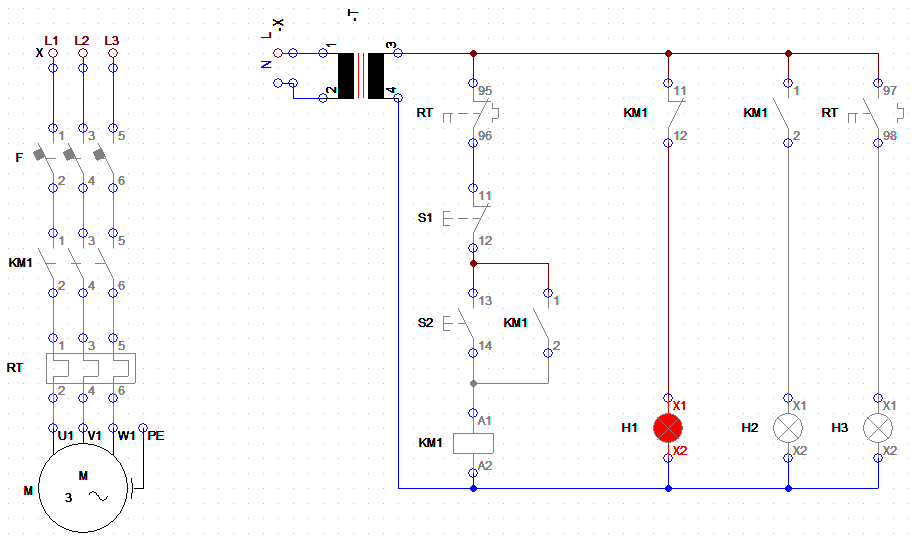 -T
L -X
L1 L2 L3
X
1 3
N
2 4
95 11 1 97
RT KM1 KM1 RT
96 12 2 98
1 3 5
F
2 4 6
11
S1
12
1 3 5
KM1
2 4 6
13 1
S2 KM1
14 2
1 3 5
RT
2 4 6
A1 X1 X1 X1
U1 V1 W1 PE
KM1 H1 H2 H3
A2 X2 X2 X2
M
M
3